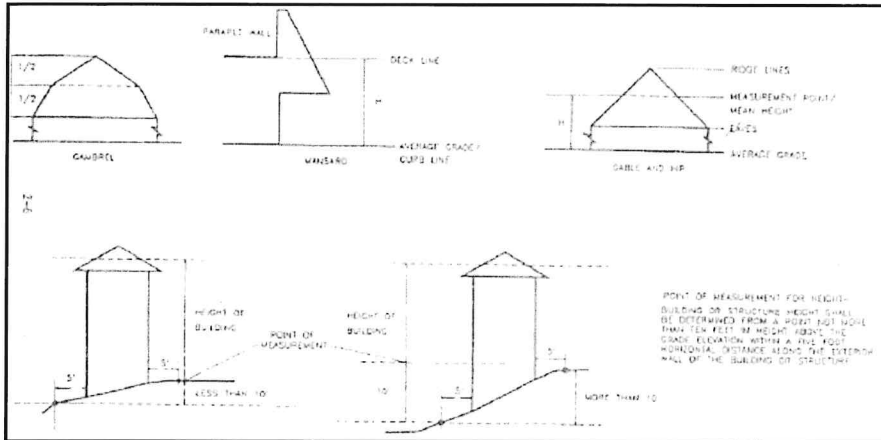 PARAPET WALL
DECK LINE
1/2
1/2
H
GAMBREL
MANSARD
AVERAGE GRADE/
CURB LINE
RIDGE LINES
MEASUREMENT POINT/
MEAN HEIGHT
H
EAVES
AVERAGE GRADE
GABLE AND HIP
2-6
HEIGHT OF
BUILDING
POINT OF
MEASUREMENT
5'
5'
LESS THAN 10'
HEIGHT OF
BUILDING
10'
5'
5'
MORE THAN 10'
POINT OF MEASUREMENT FOR HEIGHT-
BUILDING OR STRUCTURE HEIGHT SHALL
BE DETERMINED FROM A POINT NOT MORE
THAN TEN FEET IN HEIGHT ABOVE THE
GRADE ELEVATION WITHIN A FIVE FOOT
HORIZONTAL DISTANCE ALONG THE EXTERIOR
WALL OF THE BUILDING OR STRUCTURE